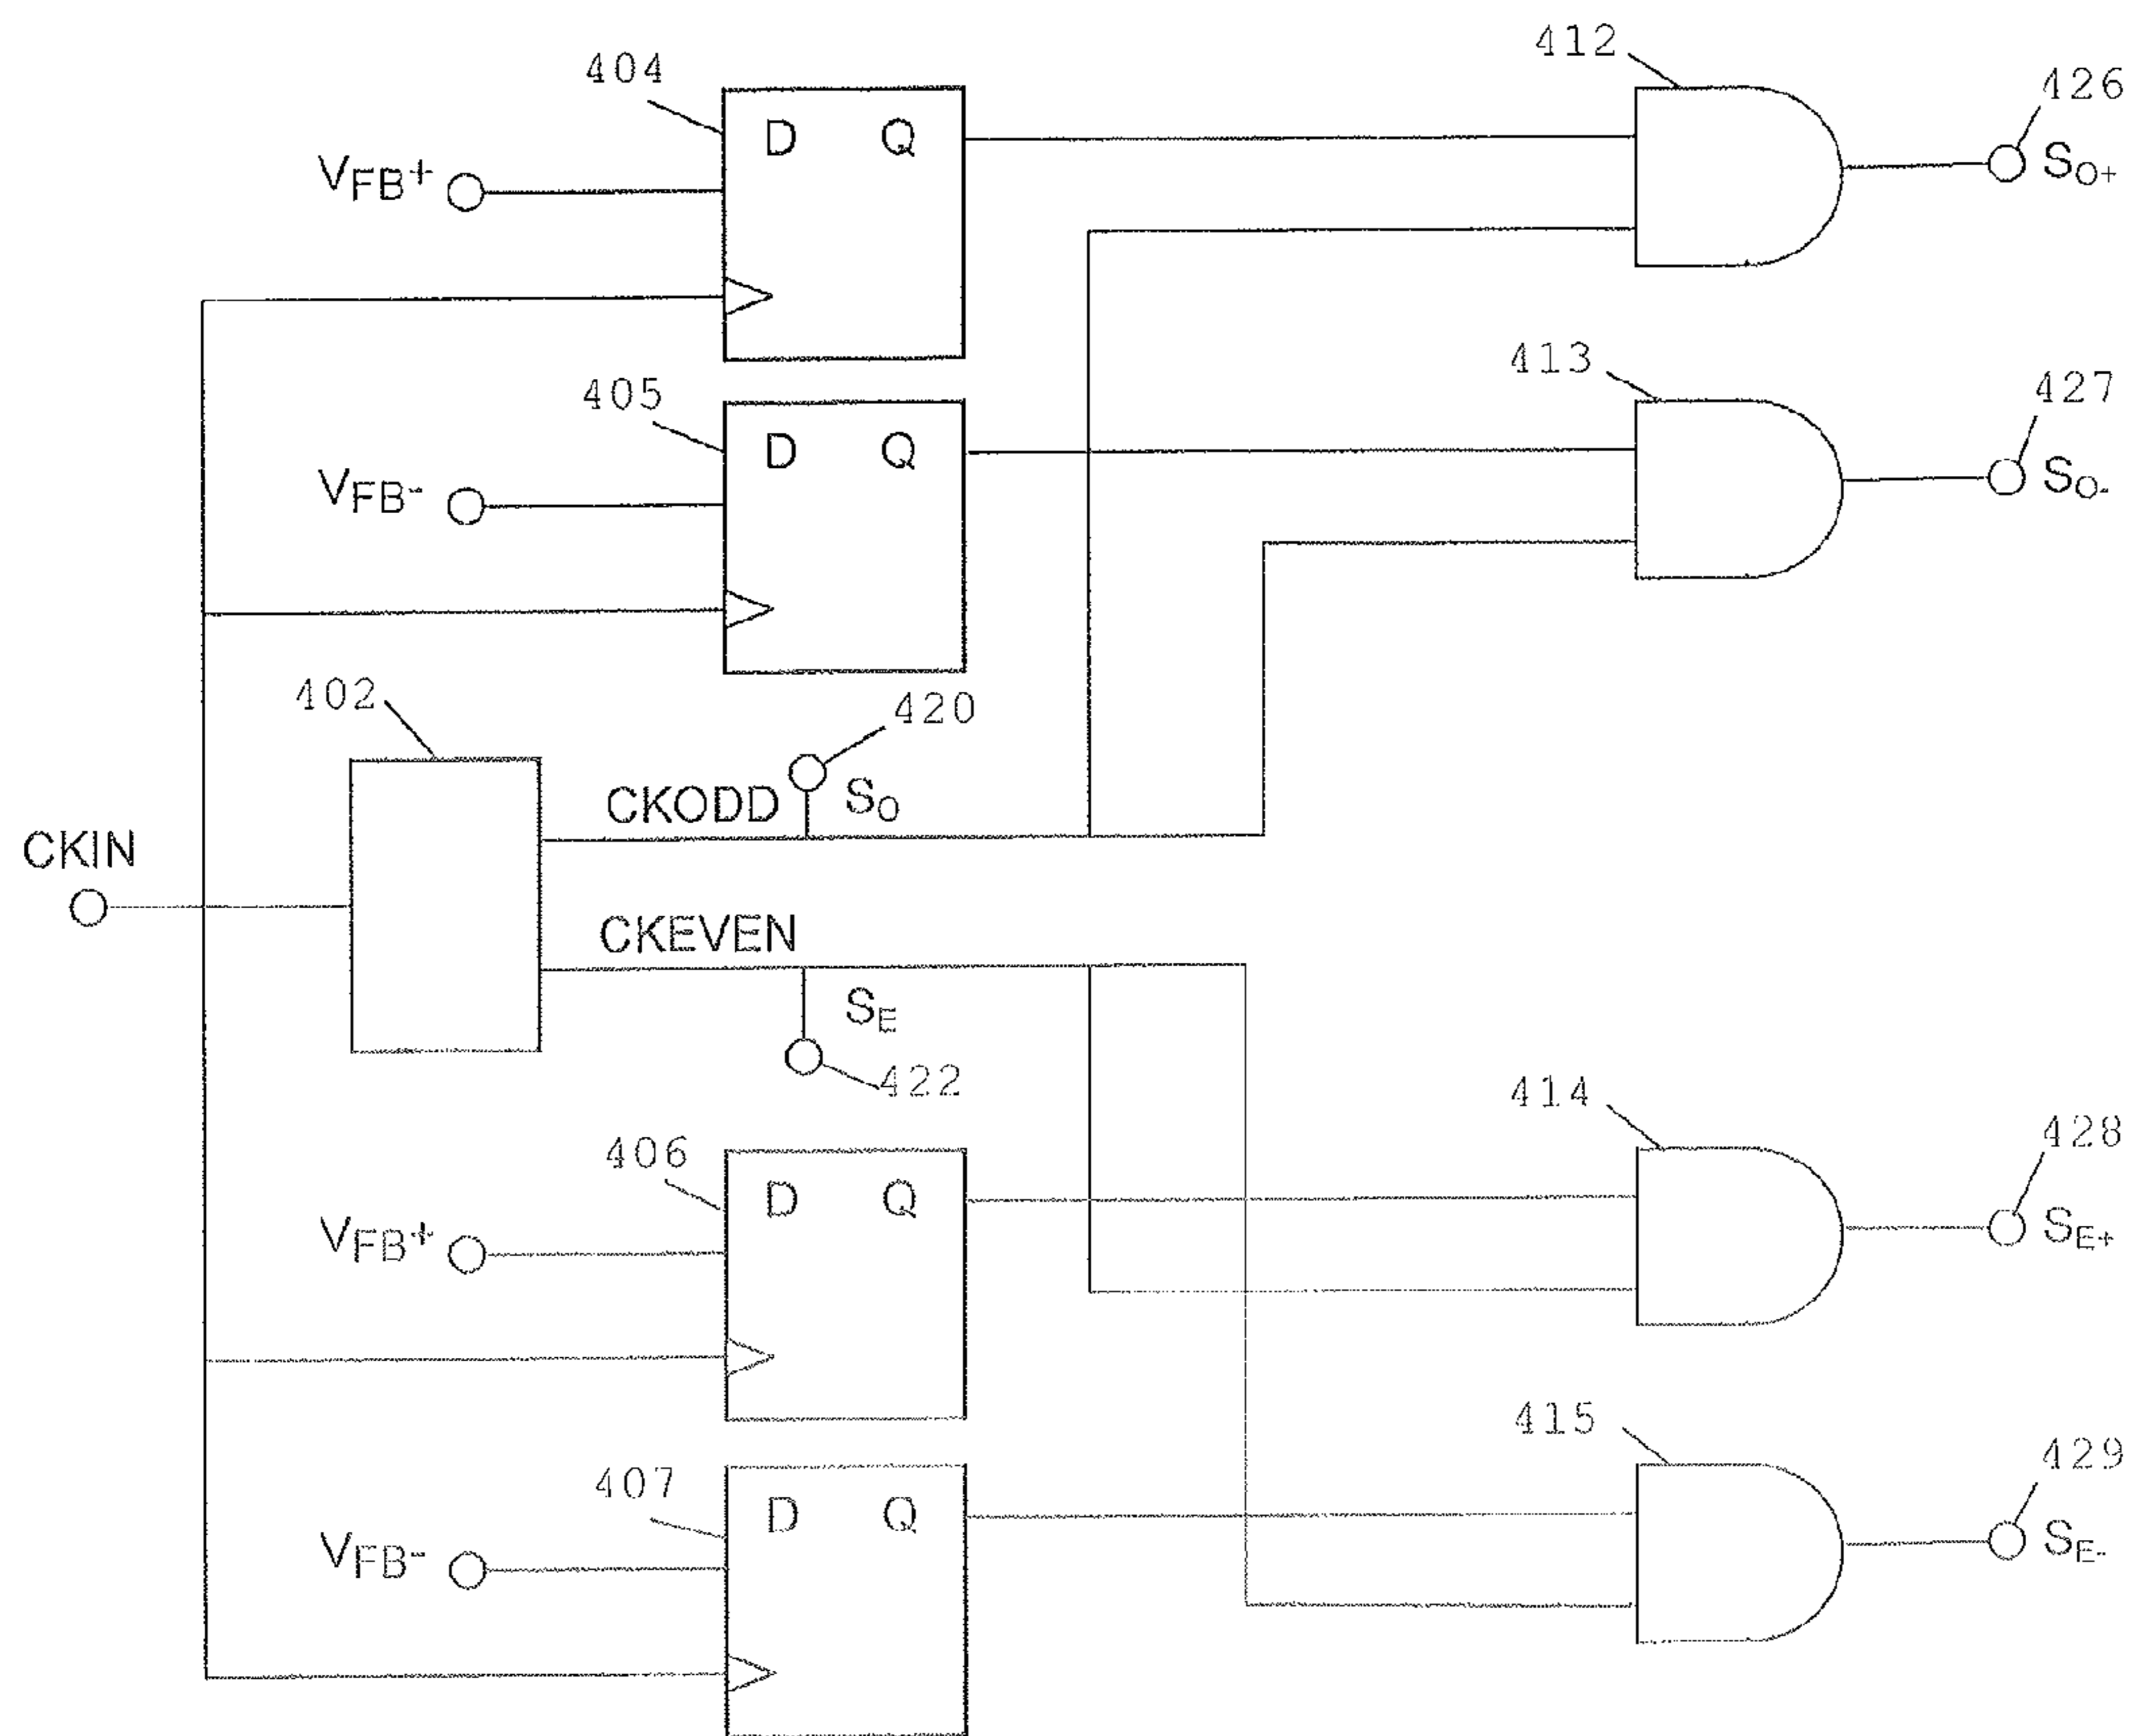 412
426
404
D Q
VFB+
SO+
413
427
405
D Q
VFB-
SO-
402
420
CKODD
SO
CKIN
CKEVEN
SE
422
414
428
406
D Q
VFB+
SE+
415
429
407
D Q
VFB-
SE-